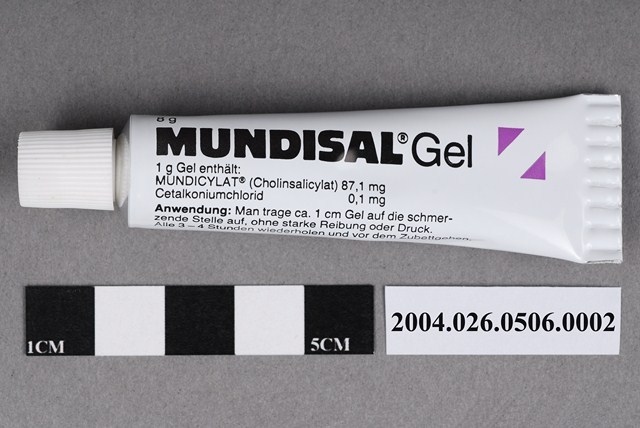 8 g
MUNDISAL® Gel
1 g Gel enthält:
MUNDICYLAT® (Cholinsalicylat) 87,1 mg
Cetalkoniumchlorid 0,1 mg
Anwendung: Man trage ca. 1 cm Gel auf die schmer-
zende Stelle auf, ohne starke Reibung oder Druck.
Alle 3 – 4 Stunden wiederholen und vor dem Zubettgehen.
1CM 5CM
2004.026.0506.0002